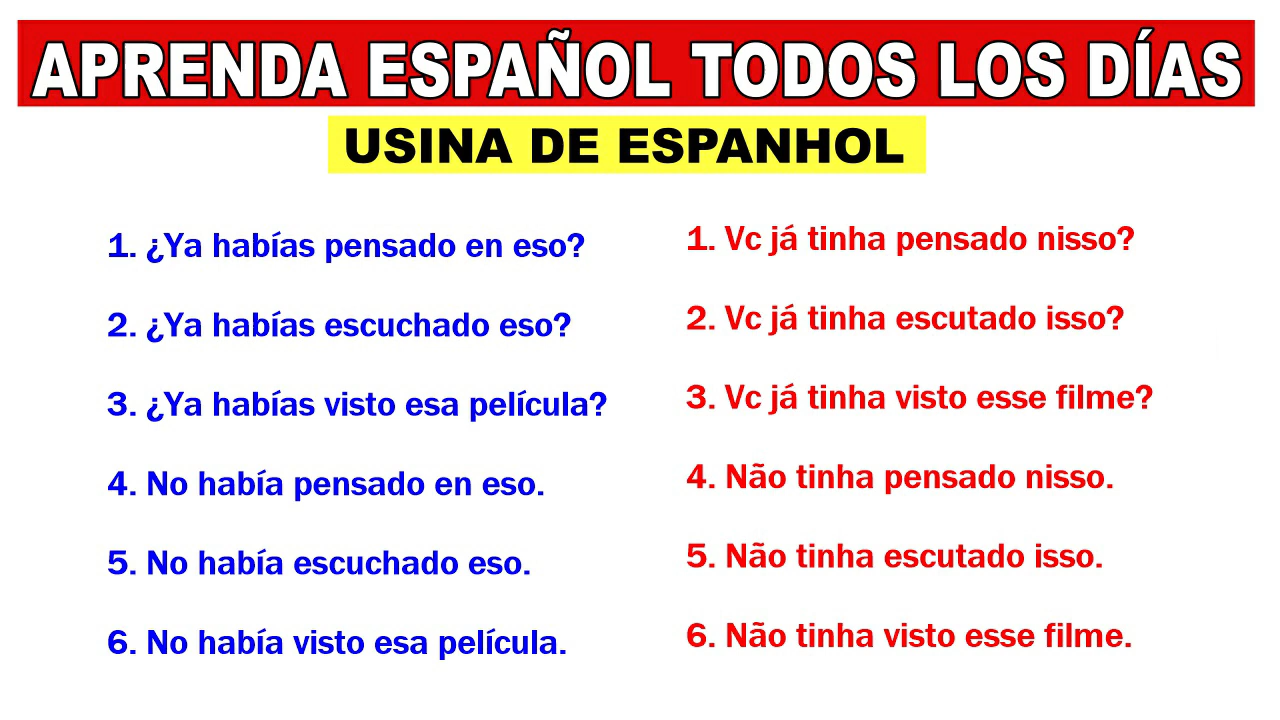 APRENDA ESPAÑOL TODOS LOS DÍAS
USINA DE ESPANHOL
1. ¿Ya habías pensado en eso?
2. ¿Ya habías escuchado eso?
3. ¿Ya habías visto esa película?
4. No había pensado en eso.
5. No había escuchado eso.
6. No había visto esa película.
1. Vc já tinha pensado nisso?
2. Vc já tinha escutado isso?
3. Vc já tinha visto esse filme?
4. Não tinha pensado nisso.
5. Não tinha escutado isso.
6. Não tinha visto esse filme.